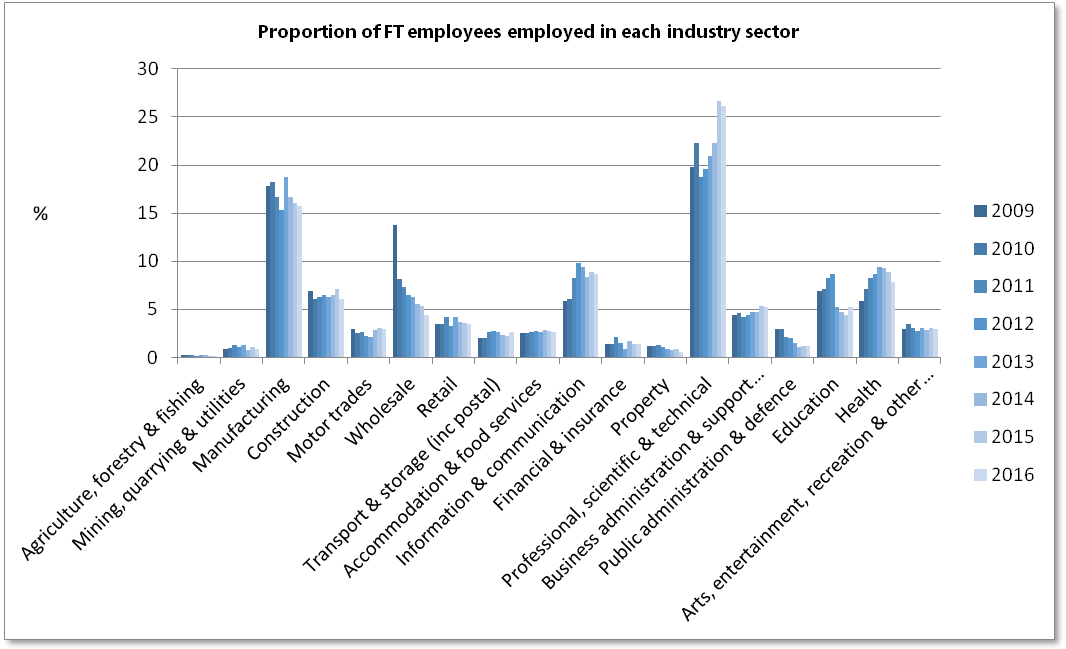 Proportion of FT employees employed in each industry sector
30
25
20
15
10
5
0
%
2009
2010
2011
2012
2013
2014
2015
2016
Agriculture, forestry & fishing
Mining, quarrying & utilities
Manufacturing
Construction
Motor trades
Wholesale
Retail
Transport & storage (inc postal)
Accommodation & food services
Information & communication
Financial & insurance
Property
Professional, scientific & technical
Business administration & support...
Public administration & defence
Education
Health
Arts, entertainment, recreation & other...